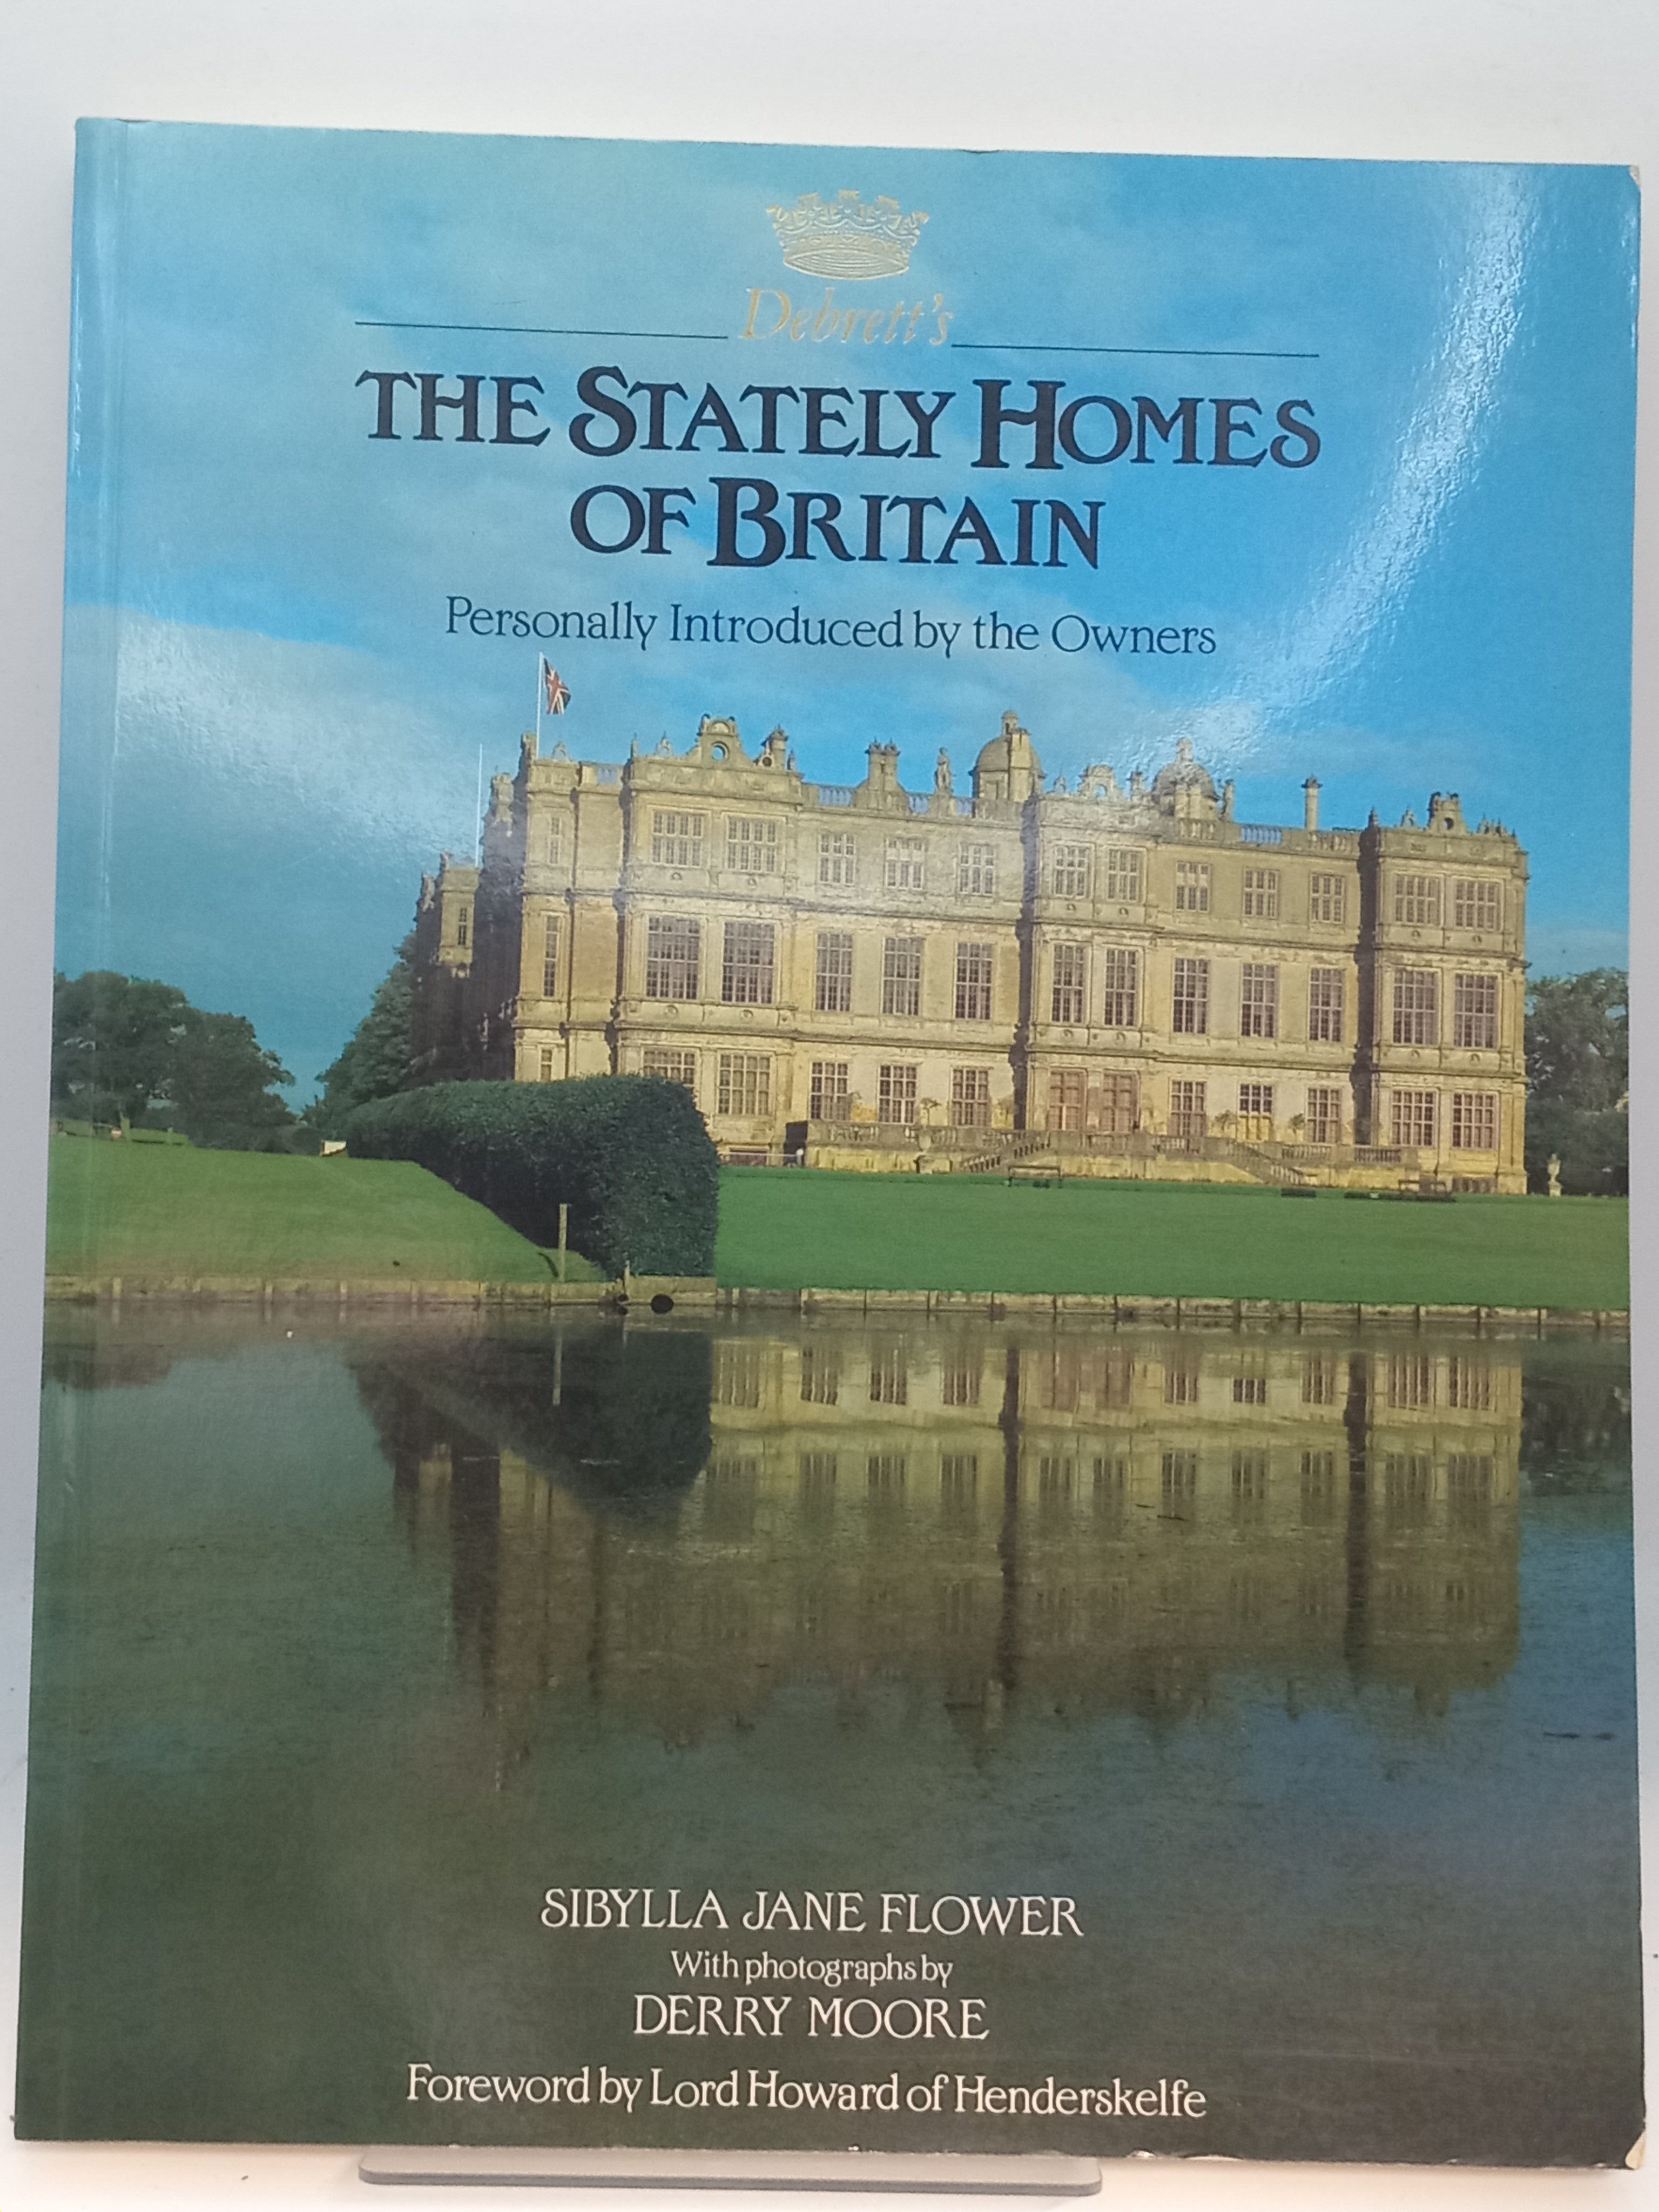 Debrett's
THE STATELY HOMES
OF BRITAIN
Personally Introduced by the Owners
SIBYLLA JANE FLOWER
With photographs by
DERRY MOORE
Foreword by Lord Howard of Henderskelfe